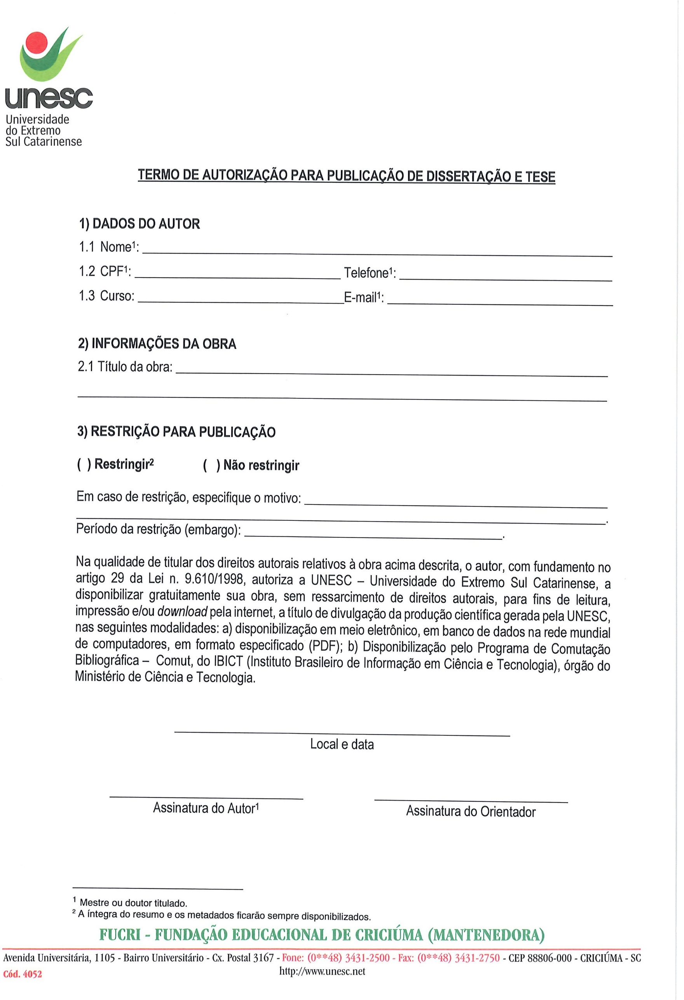 unesc
Universidade
do Extremo
Sul Catarinense
TERMO DE AUTORIZAÇÃO PARA PUBLICAÇÃO DE DISSERTAÇÃO E TESE
1) DADOS DO AUTOR
1.1 Nome¹: ____________________
1.2 CPF¹: ____________________ Telefone¹: ____________________
1.3 Curso: ____________________E-mail¹: ____________________
2) INFORMAÇÕES DA OBRA
2.1 Título da obra: ____________________
3) RESTRIÇÃO PARA PUBLICAÇÃO
( ) Restringir² ( ) Não restringir
Em caso de restrição, especifique o motivo: ____________________
____________________.
Período da restrição (embargo): ____________________.
Na qualidade de titular dos direitos autorais relativos à obra acima descrita, o autor, com fundamento no
artigo 29 da Lei n. 9.610/1998, autoriza a UNESC – Universidade do Extremo Sul Catarinense, a
disponibilizar gratuitamente sua obra, sem ressarcimento de direitos autorais, para fins de leitura,
impressão e/ou download pela internet, a título de divulgação da produção científica gerada pela UNESC,
nas seguintes modalidades: a) disponibilização em meio eletrônico, em banco de dados na rede mundial
de computadores, em formato especificado (PDF); b) Disponibilização pelo Programa de Comutação
Bibliográfica – Comut, do IBICT (Instituto Brasileiro de Informação em Ciência e Tecnologia), órgão do
Ministério de Ciência e Tecnologia.
Local e data
Assinatura do Autor¹ Assinatura do Orientador
¹ Mestre ou doutor titulado.
² A íntegra do resumo e os metadados ficarão sempre disponibilizados.
FUCRI - FUNDAÇÃO EDUCACIONAL DE CRICIÚMA (MANTENEDORA)
Avenida Universitária, 1105 - Bairro Universitário - Cx. Postal 3167 - Fone: (0**48) 3431-2500 - Fax: (0**48) 3431-2750 - CEP 88806-000 - CRICIÚMA - SC
Cód. 4052 http://www.unesc.net